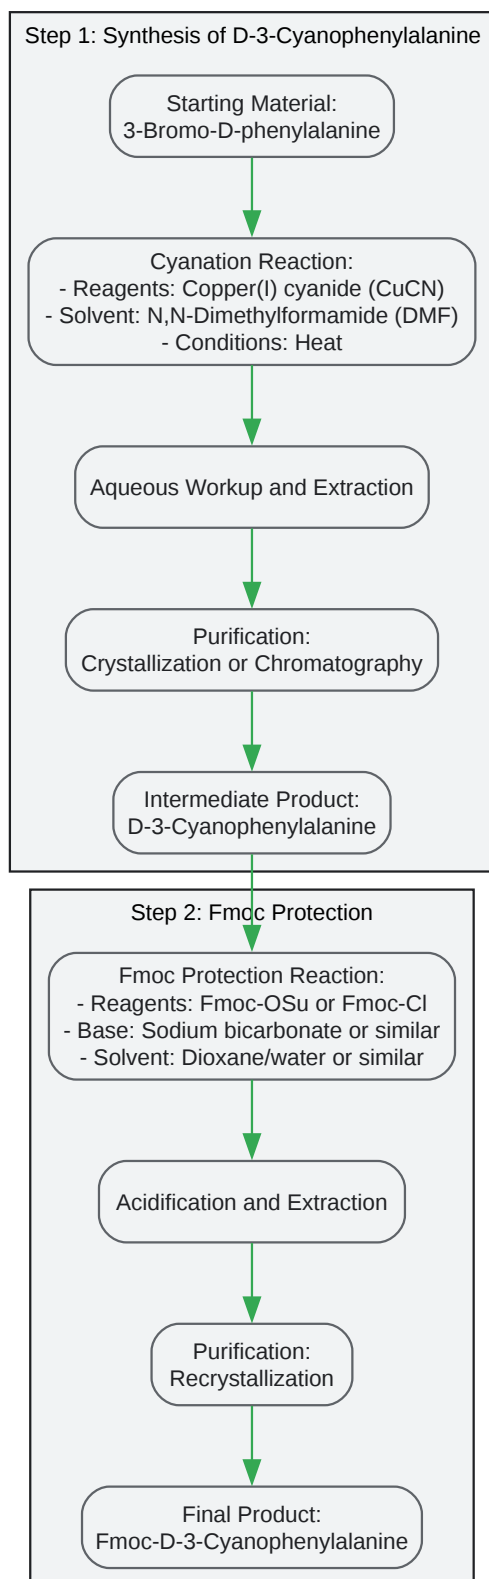 Step 1: Synthesis of D-3-Cyanophenylalanine
Starting Material:
3-Bromo-D-phenylalanine
Cyanation Reaction:
- Reagents: Copper(I) cyanide (CuCN)
- Solvent: N,N-Dimethylformamide (DMF)
- Conditions: Heat
Aqueous Workup and Extraction
Purification:
Crystallization or Chromatography
Intermediate Product:
D-3-Cyanophenylalanine
Step 2: Fmoc Protection
Fmoc Protection Reaction:
- Reagents: Fmoc-OSu or Fmoc-Cl
- Base: Sodium bicarbonate or similar
- Solvent: Dioxane/water or similar
Acidification and Extraction
Purification:
Recrystallization
Final Product:
Fmoc-D-3-Cyanophenylalanine